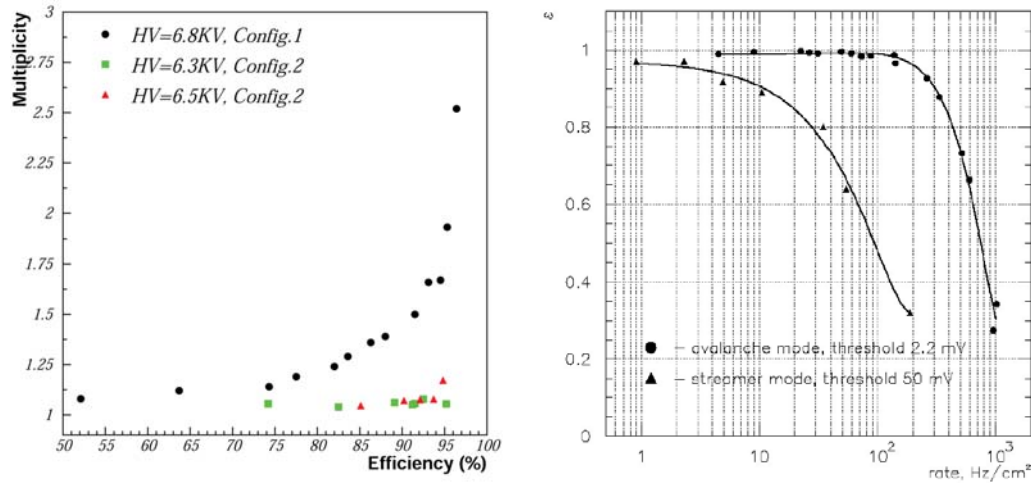 Multiplicity
3
2.75
2.5
2.25
2
1.75
1.5
1.25
1
HV=6.8KV, Config.1
HV=6.3KV, Config.2
HV=6.5KV, Config.2
50 55 60 65 70 75 80 85 90 95 100
Efficiency (%)
ε
1
0.8
0.6
0.4
0.2
0
– avalanche mode, threshold 2.2 mV
– streamer mode, threshold 50 mV
1 10 10² 10³
rate, Hz/cm²